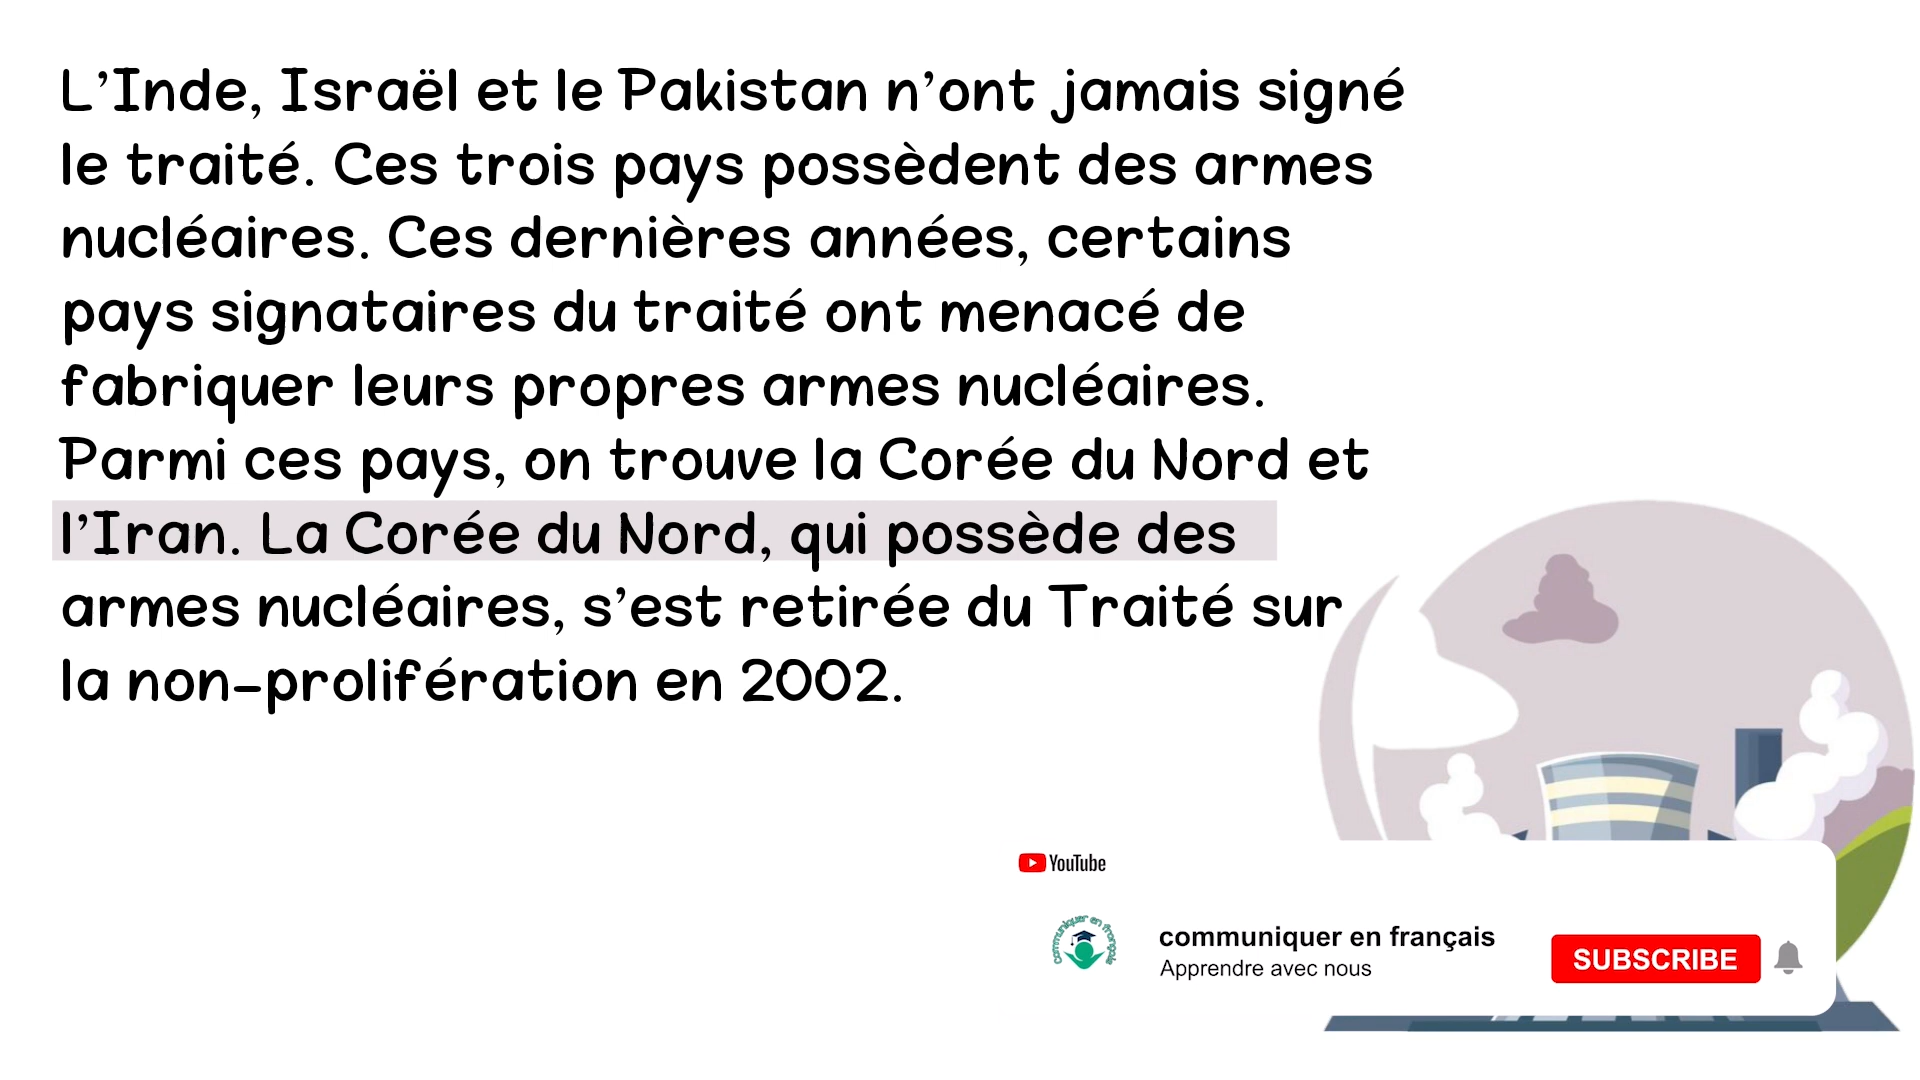 L’Inde, Israël et le Pakistan n’ont jamais signé
le traité. Ces trois pays possèdent des armes
nucléaires. Ces dernières années, certains
pays signataires du traité ont menacé de
fabriquer leurs propres armes nucléaires.
Parmi ces pays, on trouve la Corée du Nord et
l’Iran. La Corée du Nord, qui possède des
armes nucléaires, s’est retirée du Traité sur
la non-prolifération en 2002.
YouTube
communiquer en français
communiquer en français
Apprendre avec nous
SUBSCRIBE